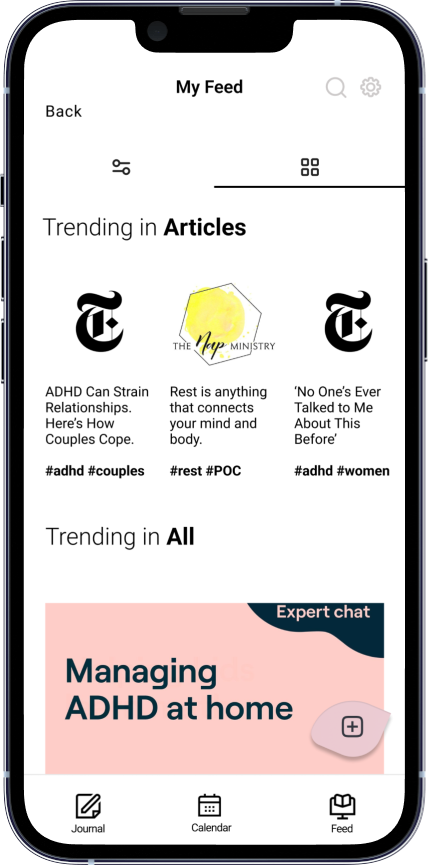 My Feed
Back
Trending in Articles
THE Nap MINISTRY
ADHD Can Strain
Relationships.
Here’s How
Couples Cope.
#adhd #couples
Rest is anything
that connects
your mind and
body.
#rest #POC
‘No One’s Ever
Talked to Me
About This
Before’
#adhd #women
Trending in All
Expert chat
Managing
ADHD at home
Journal
Calendar
Feed